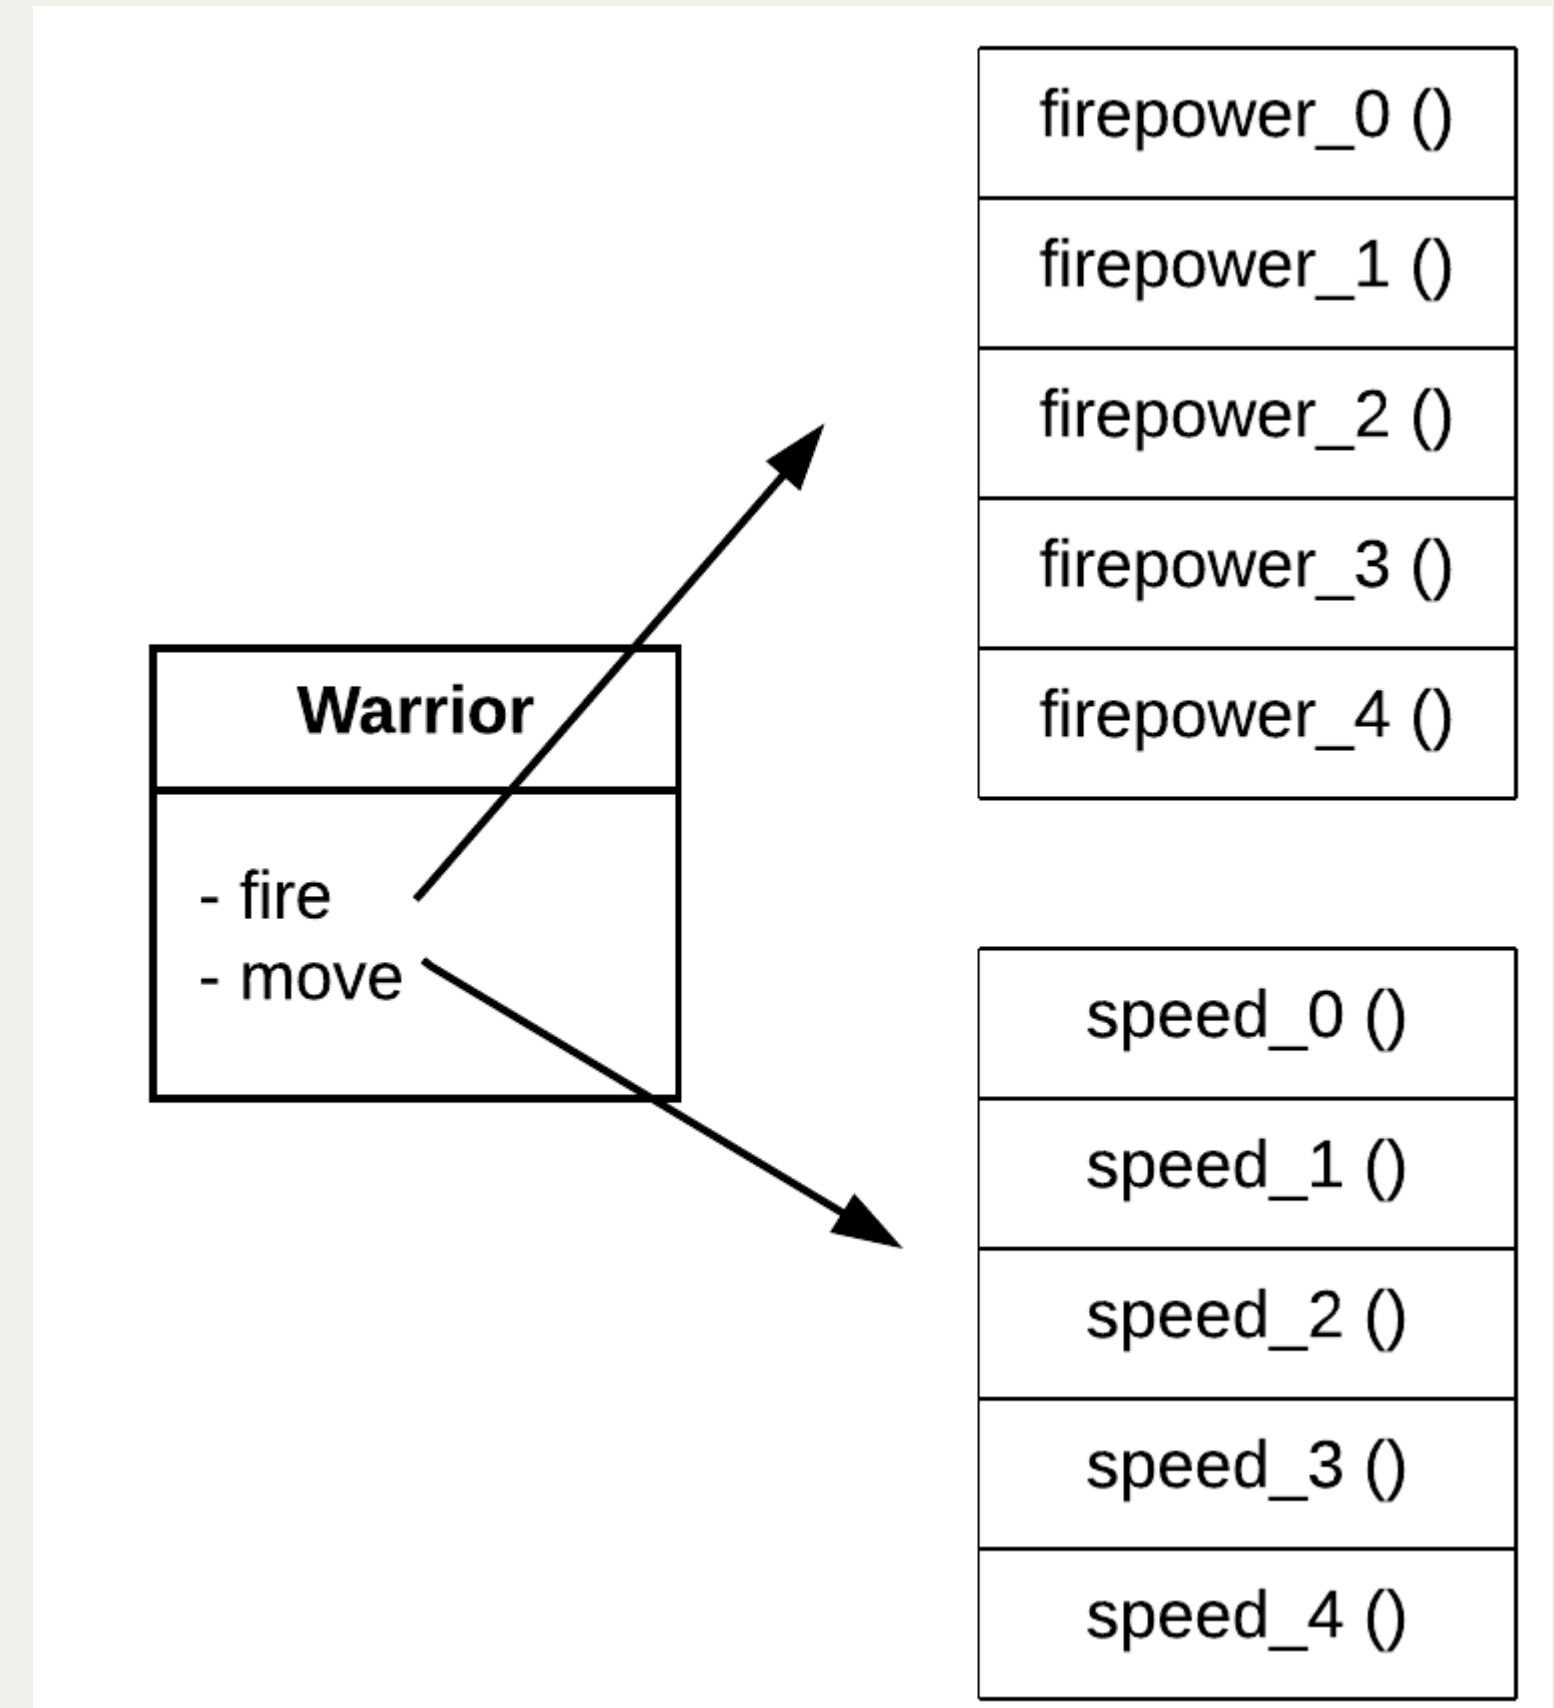 Warrior
- fire
- move
firepower_0 ()
firepower_1 ()
firepower_2 ()
firepower_3 ()
firepower_4 ()
speed_0 ()
speed_1 ()
speed_2 ()
speed_3 ()
speed_4 ()